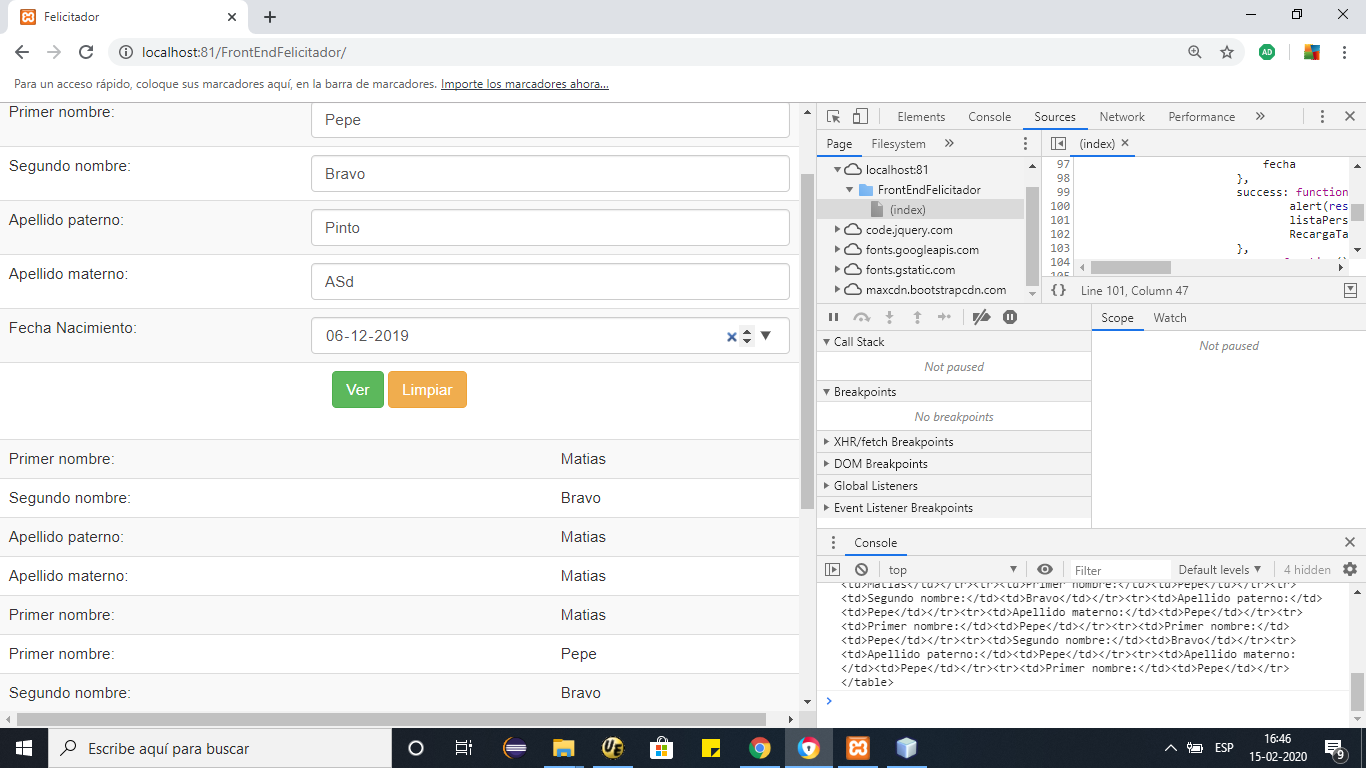 Felicitador
localhost:81/FrontEndFelicitador/
AD
Para un acceso rápido, coloque sus marcadores aquí, en la barra de marcadores. Importe los marcadores ahora...
Primer nombre:
Pepe
Segundo nombre:
Bravo
Apellido paterno:
Pinto
Apellido materno:
ASd
Fecha Nacimiento:
06-12-2019
Ver
Limpiar
Primer nombre:
Matias
Segundo nombre:
Bravo
Apellido paterno:
Matias
Apellido materno:
Matias
Primer nombre:
Matias
Primer nombre:
Pepe
Segundo nombre:
Bravo
Elements
Console
Sources
Network
Performance
Page
Filesystem
(index)
localhost:81
FrontEndFelicitador
(index)
code.jquery.com
fonts.googleapis.com
fonts.gstatic.com
maxcdn.bootstrapcdn.com
97 fecha
98 },
99 success: function
100 alert(res
101 listaPers
102 RecargaTa
103 },
104
{} Line 101, Column 47
Scope
Watch
Not paused
Call Stack
Not paused
Breakpoints
No breakpoints
XHR/fetch Breakpoints
DOM Breakpoints
Global Listeners
Event Listener Breakpoints
Console
top
Filter
Default levels
4 hidden
<td>Matias</td></tr><tr><td>Primer nombre:</td><td>Pepe</td></tr><tr>
<td>Segundo nombre:</td><td>Bravo</td></tr><tr><td>Apellido paterno:</td>
<td>Pepe</td></tr><tr><td>Apellido materno:</td><td>Pepe</td></tr><tr>
<td>Primer nombre:</td><td>Pepe</td></tr><tr><td>Primer nombre:</td>
<td>Pepe</td></tr><tr><td>Segundo nombre:</td><td>Bravo</td></tr><tr>
<td>Apellido paterno:</td><td>Pepe</td></tr><tr><td>Apellido materno:
</td><td>Pepe</td></tr><tr><td>Primer nombre:</td><td>Pepe</td></tr>
</table>
Escribe aquí para buscar
ESP
16:46
15-02-2020
9